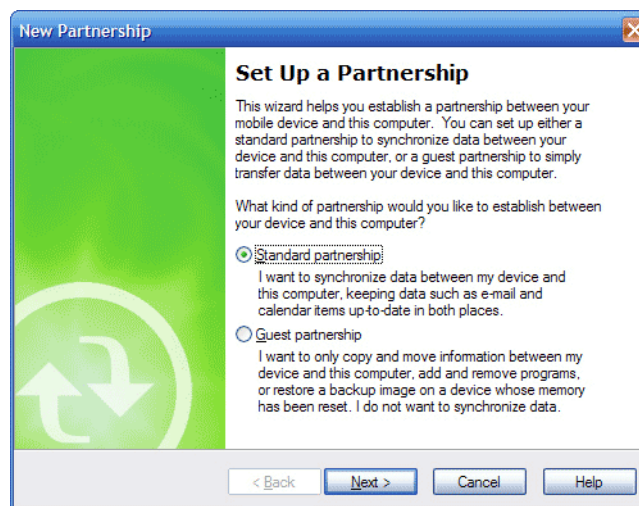 New Partnership
Set Up a Partnership
This wizard helps you establish a partnership between your
mobile device and this computer.  You can set up either a
standard partnership to synchronize data between your
device and this computer, or a guest partnership to simply
transfer data between your device and this computer.
What kind of partnership would you like to establish between
your device and this computer?
Standard partnership
I want to synchronize data between my device and
this computer, keeping data such as e-mail and
calendar items up-to-date in both places.
Guest partnership
I want to only copy and move information between my
device and this computer, add and remove programs,
or restore a backup image on a device whose memory
has been reset. I do not want to synchronize data.
< Back Next > Cancel Help